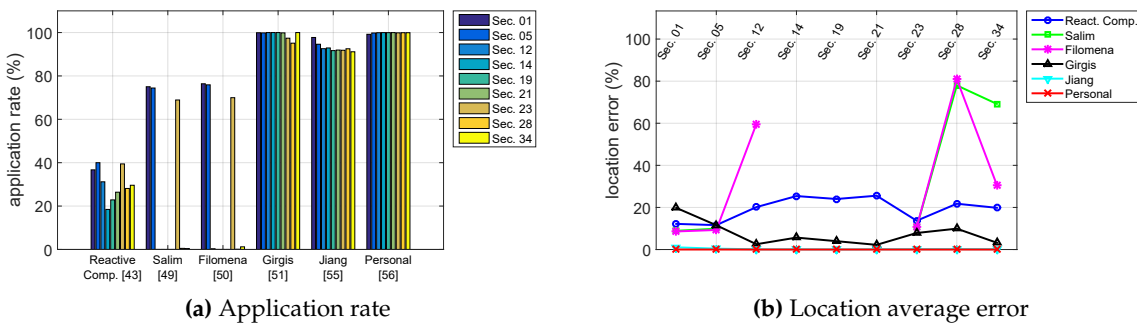 application rate (%)
100
80
60
40
20
0
Reactive
Comp. [43]
Salim
[49]
Filomena
[50]
Girgis
[51]
Jiang
[55]
Personal
[56]
Sec. 01
Sec. 05
Sec. 12
Sec. 14
Sec. 19
Sec. 21
Sec. 23
Sec. 28
Sec. 34
(a) Application rate
location error (%)
100
80
60
40
20
0
Sec. 01
Sec. 05
Sec. 12
Sec. 14
Sec. 19
Sec. 21
Sec. 23
Sec. 28
Sec. 34
React. Comp.
Salim
Filomena
Girgis
Jiang
Personal
(b) Location average error